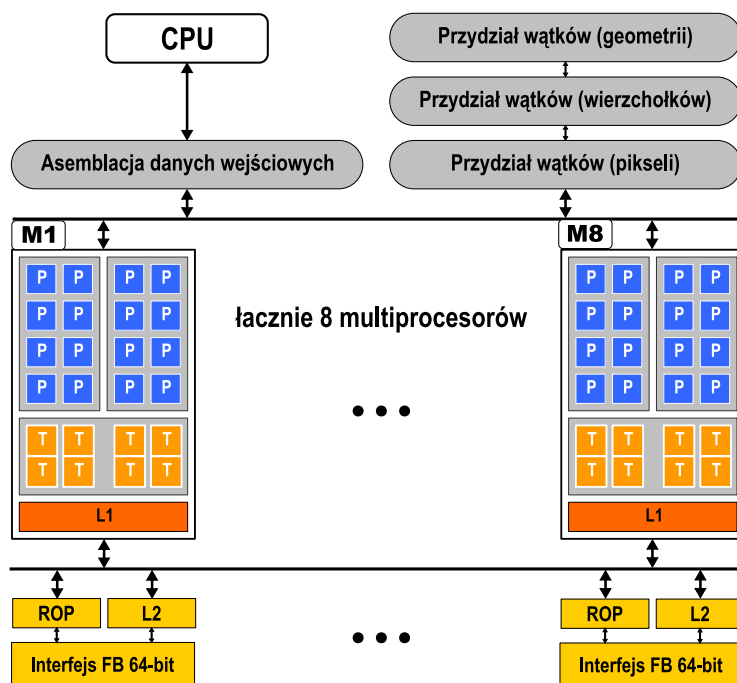 CPU
Przydział wątków (geometrii)
Przydział wątków (wierzchołków)
Asemblacja danych wejściowych
Przydział wątków (pikseli)
M1
M8
P P P P
P P P P
P P P P
P P P P
T T T T
T T T T
L1
łacznie 8 multiprocesorów
• • •
P P P P
P P P P
P P P P
P P P P
T T T T
T T T T
L1
ROP L2
Interfejs FB 64-bit
• • •
ROP L2
Interfejs FB 64-bit